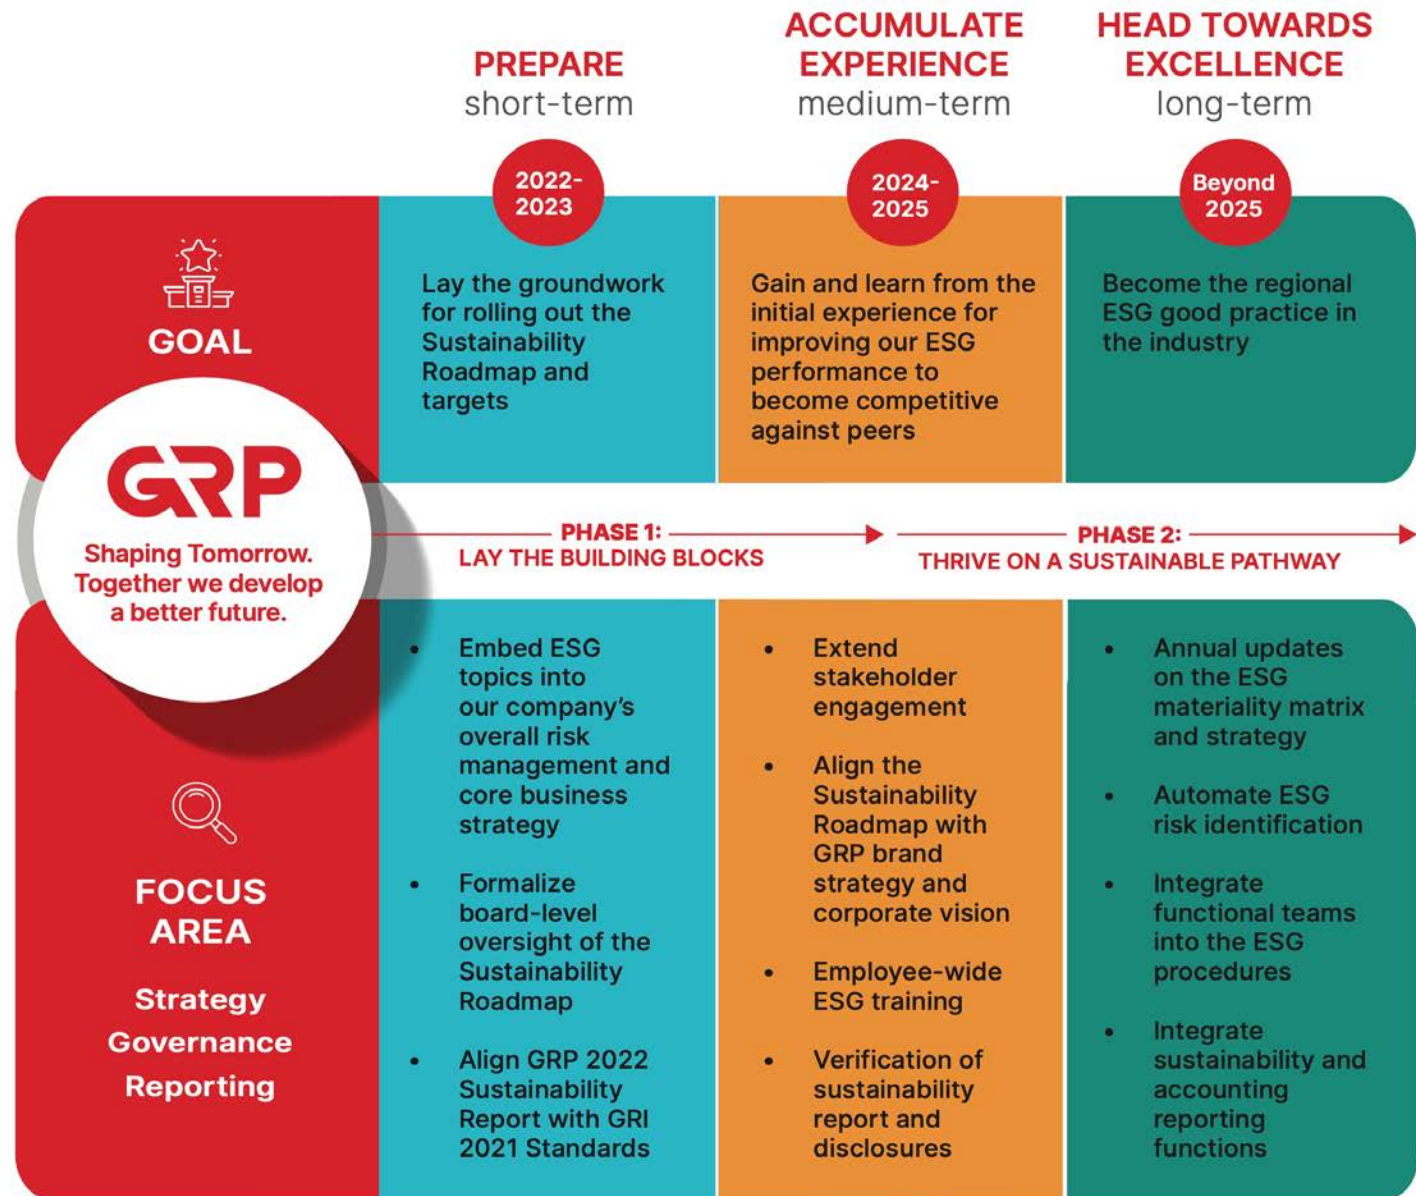 PREPARE
short-term
ACCUMULATE
EXPERIENCE
medium-term
HEAD TOWARDS
EXCELLENCE
long-term
2022-
2023
2024-
2025
Beyond
2025
GOAL
Lay the groundwork
for rolling out the
Sustainability
Roadmap and
targets
Gain and learn from the
initial experience for
improving our ESG
performance to
become competitive
against peers
Become the regional
ESG good practice in
the industry
GRP
Shaping Tomorrow.
Together we develop
a better future.
PHASE 1:
LAY THE BUILDING BLOCKS
PHASE 2:
THRIVE ON A SUSTAINABLE PATHWAY
FOCUS
AREA
Strategy
Governance
Reporting
• Embed ESG
topics into
our company’s
overall risk
management and
core business
strategy
• Formalize
board-level
oversight of the
Sustainability
Roadmap
• Align GRP 2022
Sustainability
Report with GRI
2021 Standards
• Extend
stakeholder
engagement
• Align the
Sustainability
Roadmap with
GRP brand
strategy and
corporate vision
• Employee-wide
ESG training
• Verification of
sustainability
report and
disclosures
• Annual updates
on the ESG
materiality matrix
and strategy
• Automate ESG
risk identification
• Integrate
functional teams
into the ESG
procedures
• Integrate
sustainability and
accounting
reporting
functions